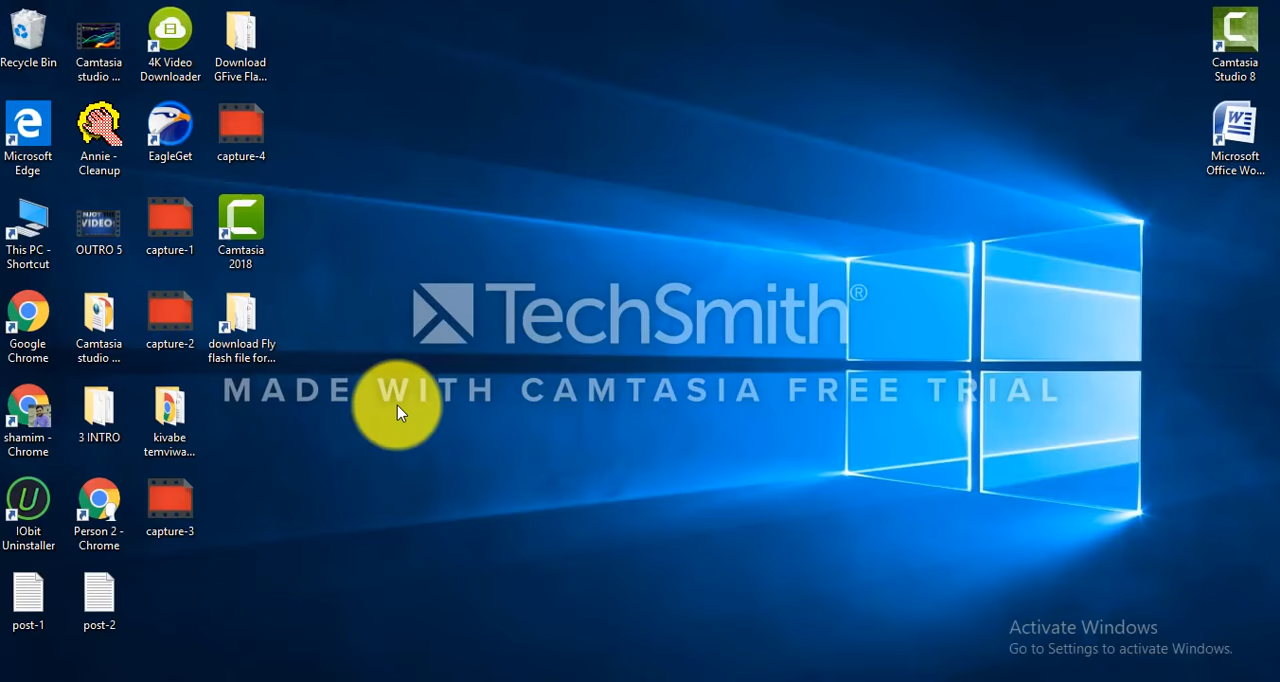 Recycle Bin
Camtasia
studio ...
4K Video
Downloader
Download
GFive Fla...
Camtasia
Studio 8
Microsoft
Edge
Annie -
Cleanup
EagleGet
capture-4
Microsoft
Office Wo...
This PC -
Shortcut
NJOY THE
VIDEO
OUTRO 5
capture-1
Camtasia
2018
TechSmith®
MADE WITH CAMTASIA FREE TRIAL
Google
Chrome
Camtasia
studio ...
capture-2
download Fly
flash file for...
shamim -
Chrome
3 INTRO
kivabe
temviwa...
IObit
Uninstaller
Person 2 -
Chrome
capture-3
post-1
post-2
Activate Windows
Go to Settings to activate Windows.